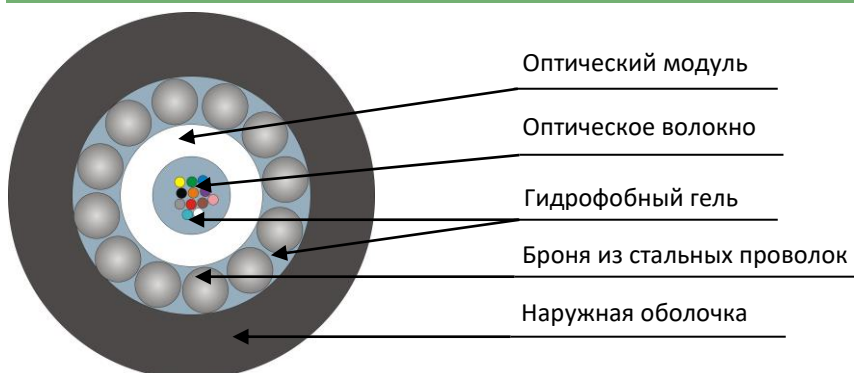 Оптический модуль
Оптическое волокно
Гидрофобный гель
Броня из стальных проволок
Наружная оболочка